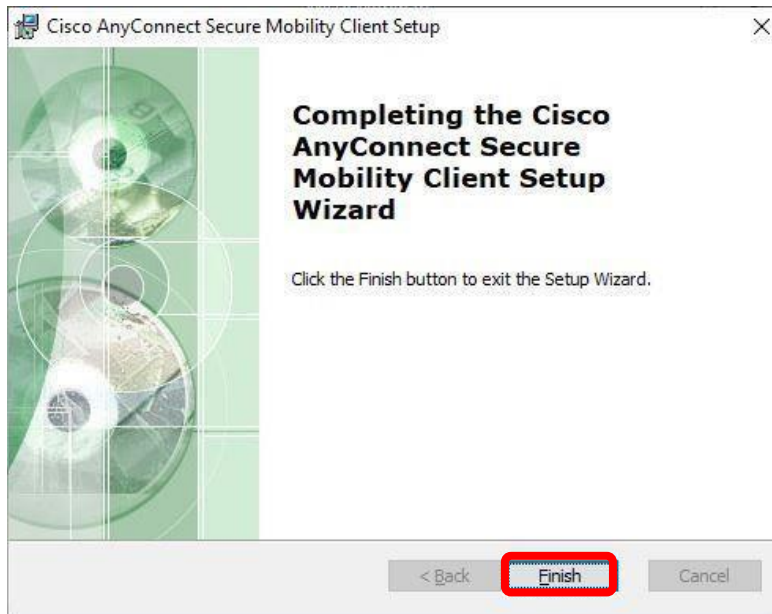 Cisco AnyConnect Secure Mobility Client Setup
Completing the Cisco
AnyConnect Secure
Mobility Client Setup
Wizard
Click the Finish button to exit the Setup Wizard.
< Back Finish Cancel